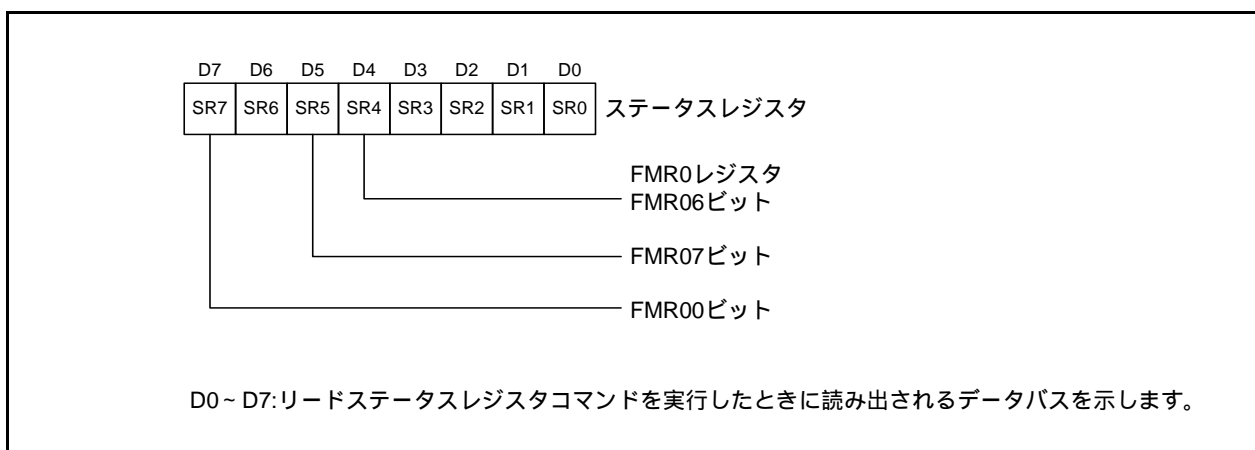 D7 D6 D5 D4 D3 D2 D1 D0
SR7 SR6 SR5 SR4 SR3 SR2 SR1 SR0 ステータスレジスタ
FMR0レジスタ
FMR06ビット
FMR07ビット
FMR00ビット
D0~D7:リードステータスレジスタコマンドを実行したときに読み出されるデータバスを示します。